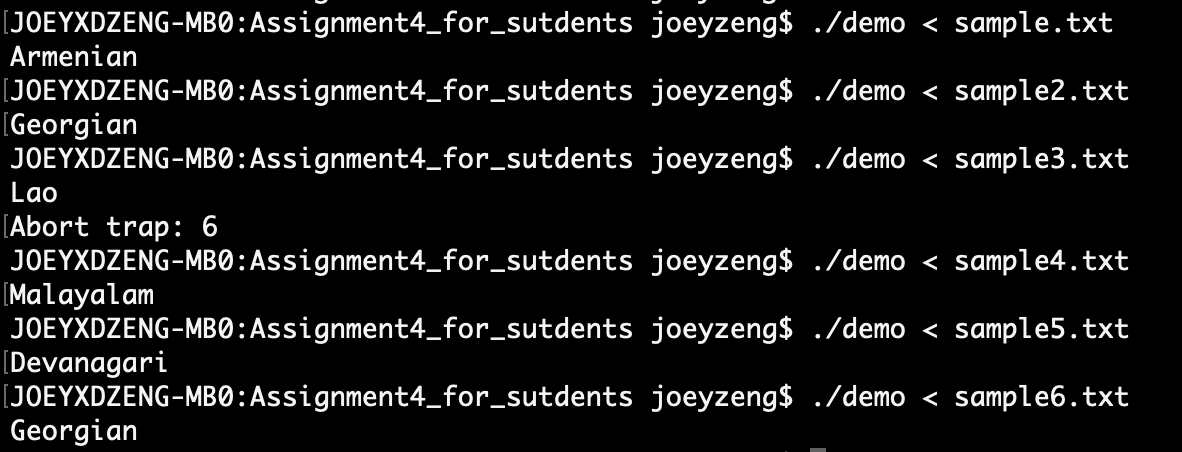 [JOEYXDZENG-MB0:Assignment4_for_sutdents joeyzeng$ ./demo < sample.txt
Armenian
[JOEYXDZENG-MB0:Assignment4_for_sutdents joeyzeng$ ./demo < sample2.txt
[Georgian
JOEYXDZENG-MB0:Assignment4_for_sutdents joeyzeng$ ./demo < sample3.txt
Lao
[Abort trap: 6
JOEYXDZENG-MB0:Assignment4_for_sutdents joeyzeng$ ./demo < sample4.txt
[Malayalam
JOEYXDZENG-MB0:Assignment4_for_sutdents joeyzeng$ ./demo < sample5.txt
[Devanagari
[JOEYXDZENG-MB0:Assignment4_for_sutdents joeyzeng$ ./demo < sample6.txt
Georgian